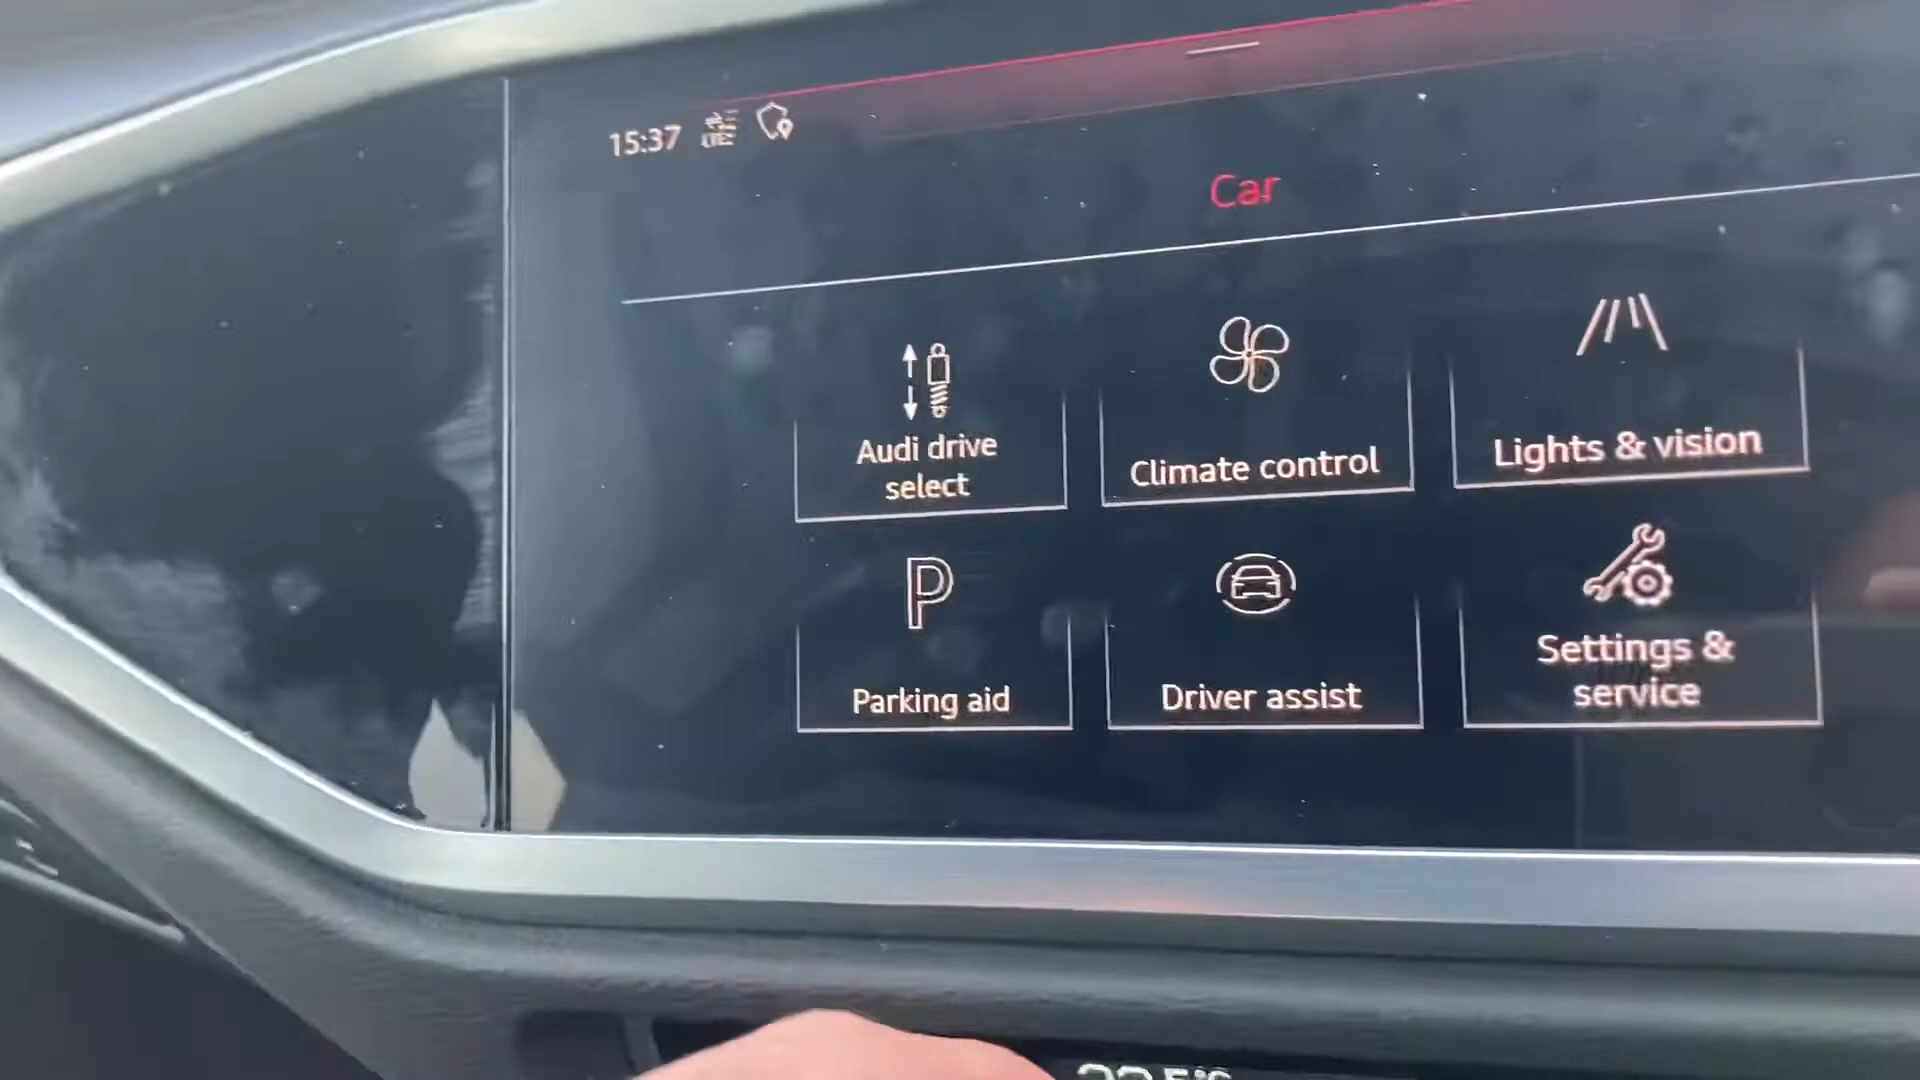 15:37
Car
Audi drive
select
Climate control
Lights & vision
P
Parking aid
Driver assist
Settings &
service